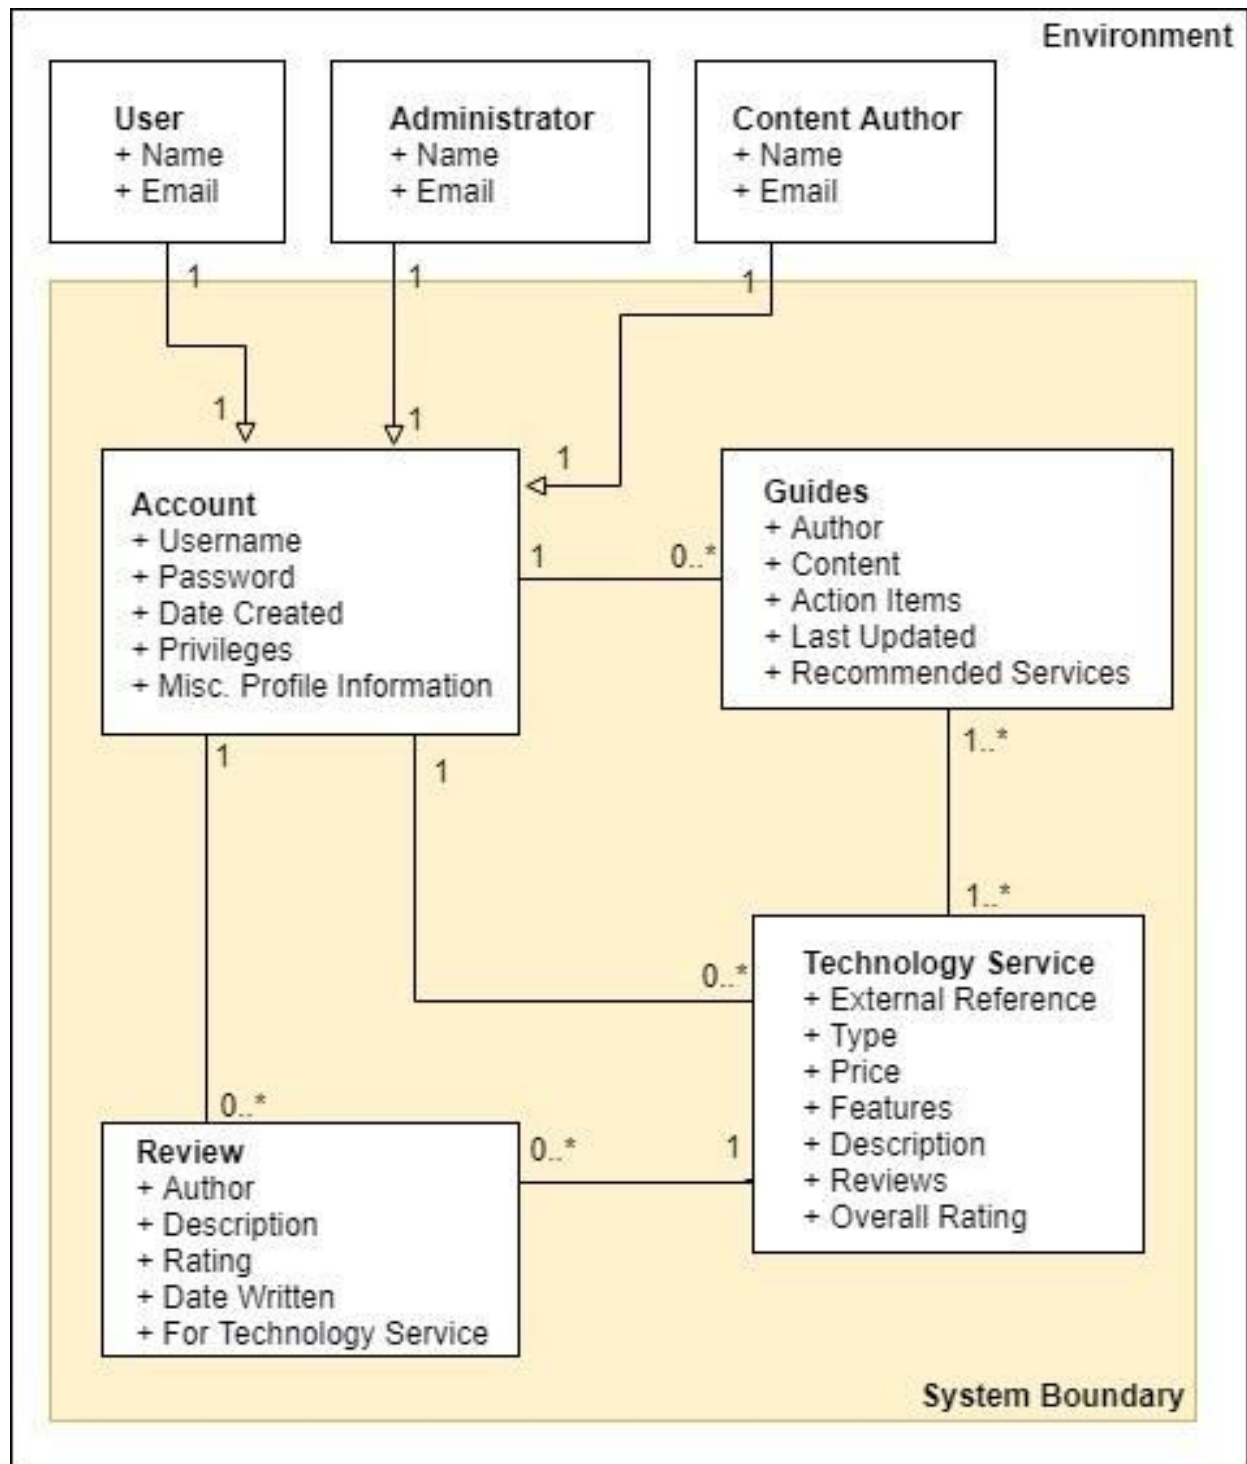 Environment
User
+ Name
+ Email
Administrator
+ Name
+ Email
Content Author
+ Name
+ Email
1
1
1
1
1
1
Account
+ Username
+ Password
+ Date Created
+ Privileges
+ Misc. Profile Information
1
0..*
Guides
+ Author
+ Content
+ Action Items
+ Last Updated
+ Recommended Services
1
1
1..*
1..*
0..*
Technology Service
+ External Reference
+ Type
+ Price
+ Features
+ Description
+ Reviews
+ Overall Rating
0..*
Review
+ Author
+ Description
+ Rating
+ Date Written
+ For Technology Service
0..*
1
System Boundary